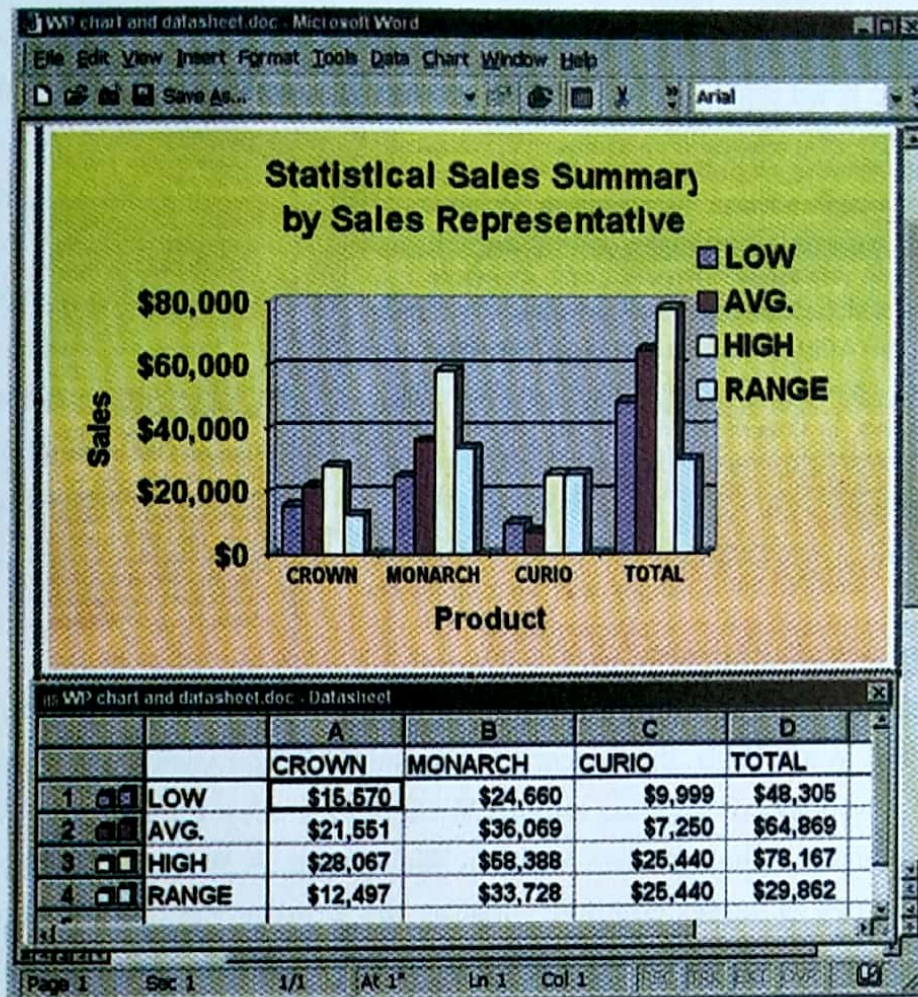 WP chart and datasheet.doc - Microsoft Word
File Edit View Insert Format Tools Data Chart Window Help
Save As...
Arial
Statistical Sales Summary
by Sales Representative
LOW
AVG.
HIGH
RANGE
$80,000
$60,000
$40,000
$20,000
$0
Sales
CROWN MONARCH CURIO TOTAL
Product
WP chart and datasheet.doc - Datasheet
A B C D
CROWN MONARCH CURIO TOTAL
1 LOW $15,570 $24,660 $9,999 $48,305
2 AVG. $21,551 $36,069 $7,250 $64,869
3 HIGH $28,067 $58,388 $25,440 $78,167
4 RANGE $12,497 $33,728 $25,440 $29,862
Page 1 Sec 1 1/1 At 1" Ln 1 Col 1